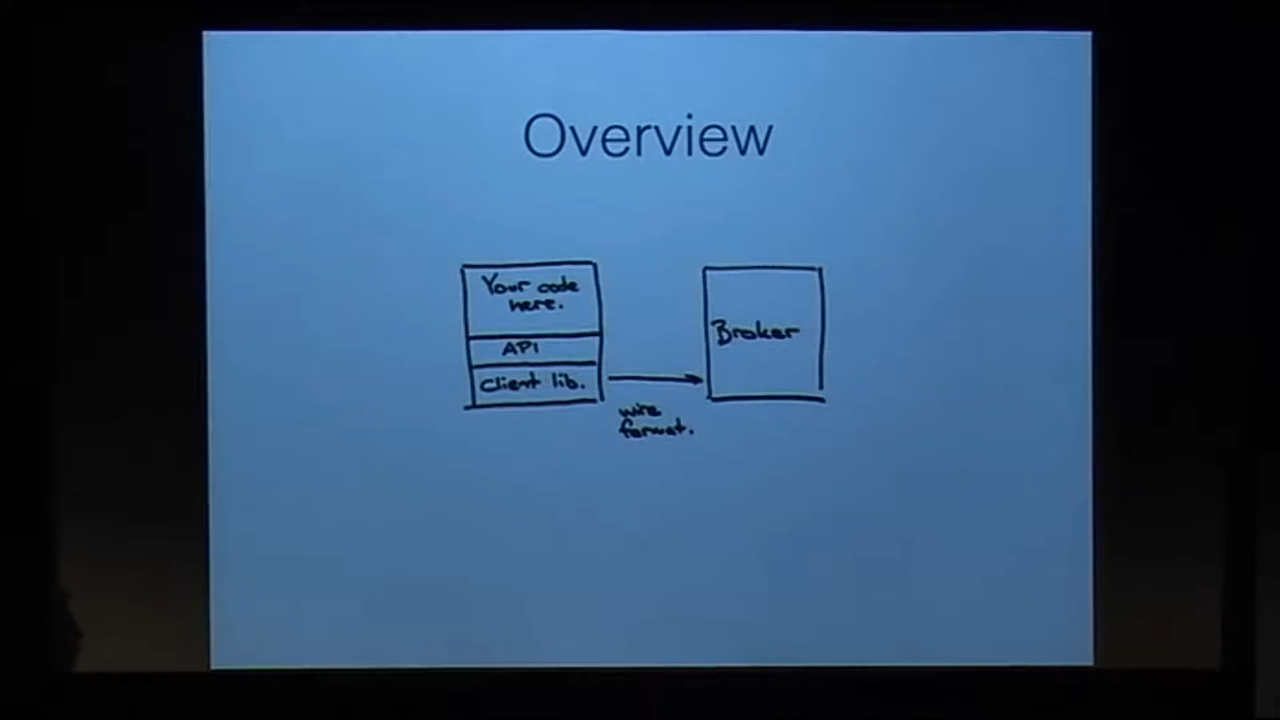 Overview
Your code
here.
API
Client lib.
Broker
wire
format.